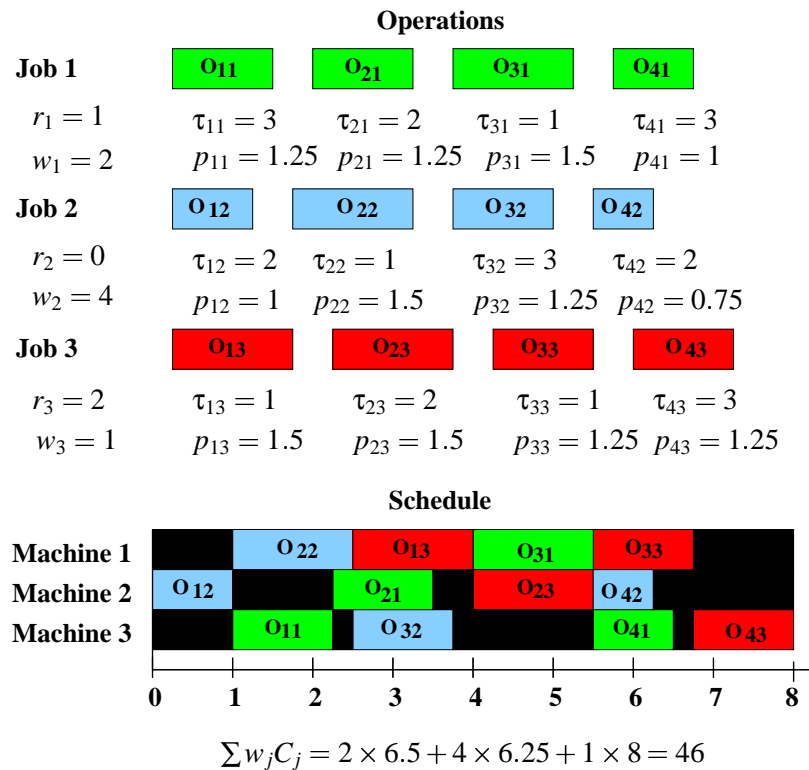 Operations
Job 1 O11 O21 O31 O41
r₁ = 1 τ₁₁ = 3 τ₂₁ = 2 τ₃₁ = 1 τ₄₁ = 3
w₁ = 2 p₁₁ = 1.25 p₂₁ = 1.25 p₃₁ = 1.5 p₄₁ = 1
Job 2 O12 O22 O32 O42
r₂ = 0 τ₁₂ = 2 τ₂₂ = 1 τ₃₂ = 3 τ₄₂ = 2
w₂ = 4 p₁₂ = 1 p₂₂ = 1.5 p₃₂ = 1.25 p₄₂ = 0.75
Job 3 O13 O23 O33 O43
r₃ = 2 τ₁₃ = 1 τ₂₃ = 2 τ₃₃ = 1 τ₄₃ = 3
w₃ = 1 p₁₃ = 1.5 p₂₃ = 1.5 p₃₃ = 1.25 p₄₃ = 1.25
Schedule
Machine 1 O22 O13 O31 O33
Machine 2 O12 O21 O23 O42
Machine 3 O11 O32 O41 O43
0 1 2 3 4 5 6 7 8
∑ wⱼCⱼ = 2 × 6.5 + 4 × 6.25 + 1 × 8 = 46